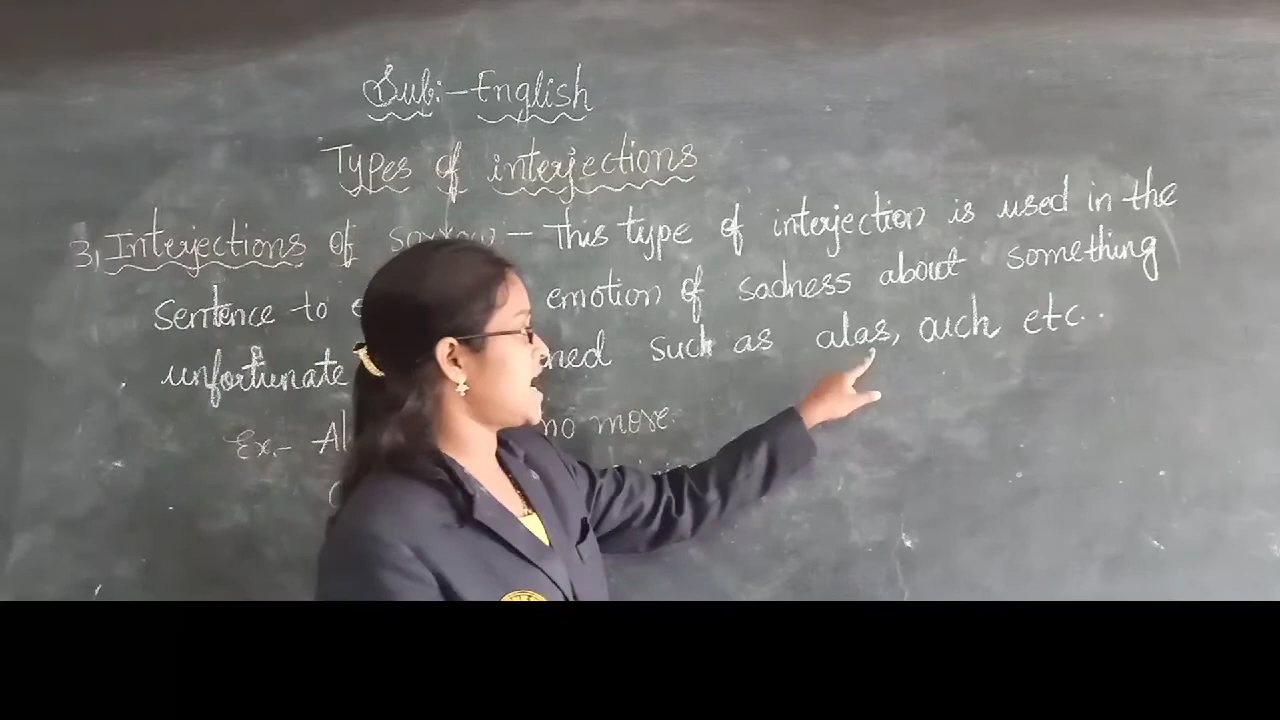 Sub:- English
Types of interjections
3, Interjections of sorrow - This type of interjection is used in the
Sentence to emotion of sadness about something
unfortunate ned such as alas, ouch etc..
Ex.- Al no more.